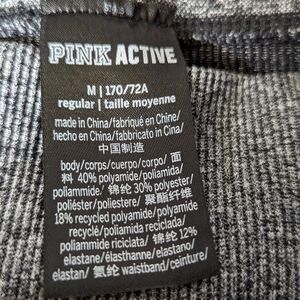 PINK ACTIVE
M | 170/72A
regular | taille moyenne
made in China/fabriqué en Chine/
hecho en China/fabbricato in Cina/
中国制造
body/corps/cuerpo/corpo/ 面
料 40% polyamide/poliamida/
poliammide/ 锦纶 30% polyester/
poliéster/poliestere/ 聚酯纤维
18% recycled polyamide/polyamide
recyclé/poliamida reciclada/
poliammide riciclata/ 锦纶 12%
elastane/élasthanne/elastano/
elastan/ 氨纶 waistband/ceinture/